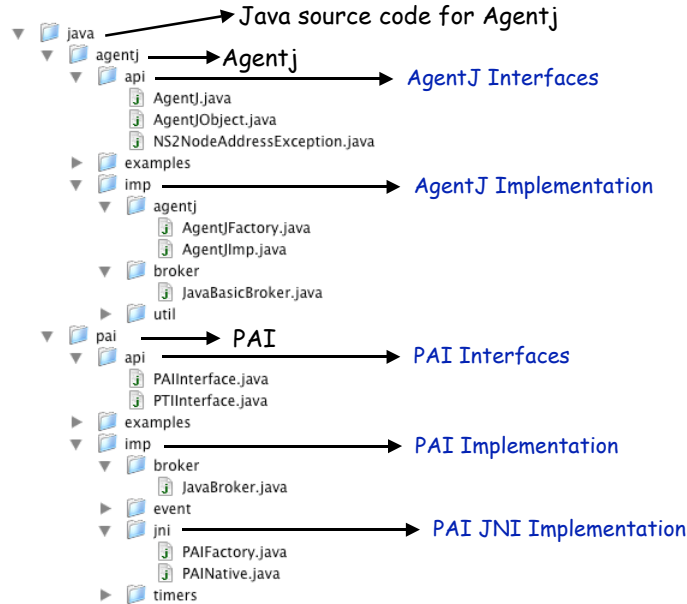 java Java source code for Agentj
agentj Agentj
api AgentJ Interfaces
AgentJ.java
AgentJObject.java
NS2NodeAddressException.java
examples
imp AgentJ Implementation
agentj
AgentJFactory.java
AgentJImp.java
broker
JavaBasicBroker.java
util
pai PAI
api PAI Interfaces
PAIInterface.java
PTIInterface.java
examples
imp PAI Implementation
broker
JavaBroker.java
event
jni PAI JNI Implementation
PAIFactory.java
PAINative.java
timers